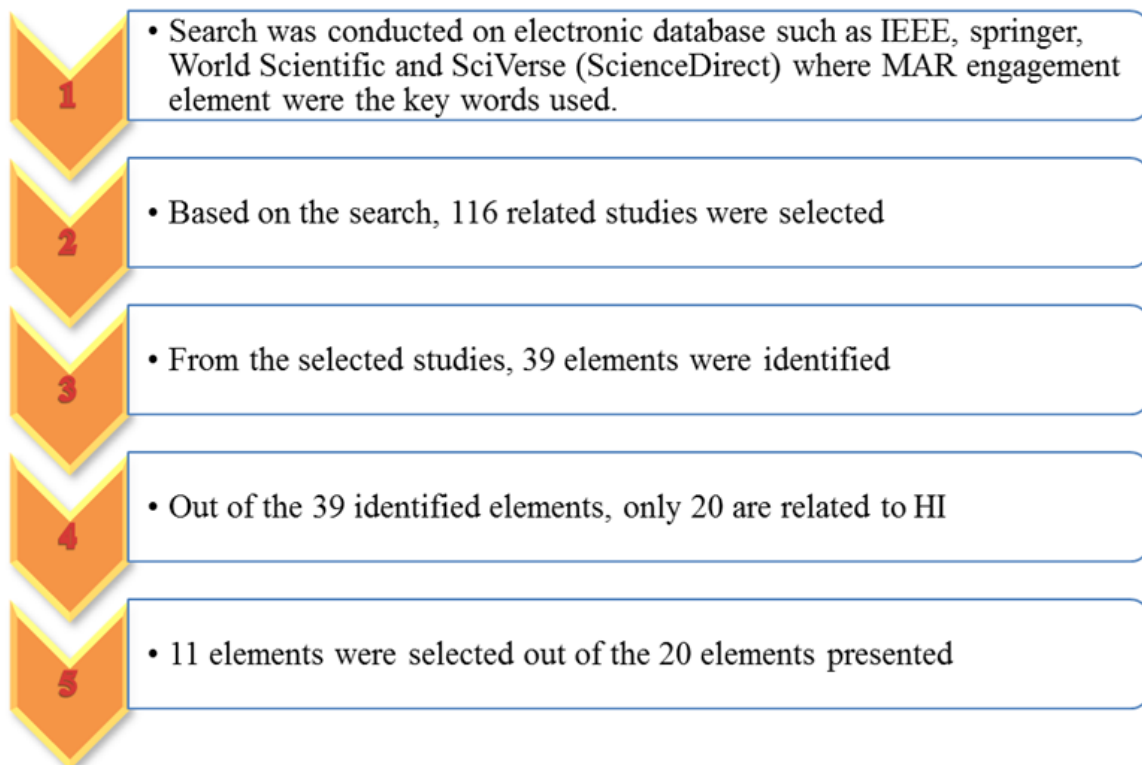 1
• Search was conducted on electronic database such as IEEE, springer,
World Scientific and SciVerse (ScienceDirect) where MAR engagement
element were the key words used.
2
• Based on the search, 116 related studies were selected
3
• From the selected studies, 39 elements were identified
4
• Out of the 39 identified elements, only 20 are related to HI
5
• 11 elements were selected out of the 20 elements presented